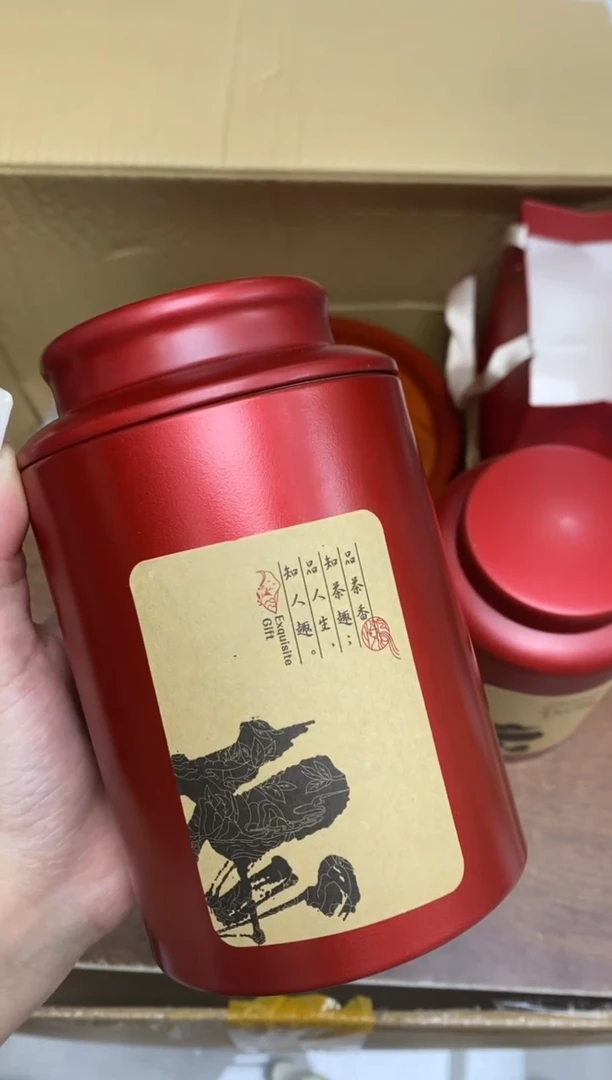 品茶香
知茶趣；
品人生，
知人趣。
Exquisite
Gift